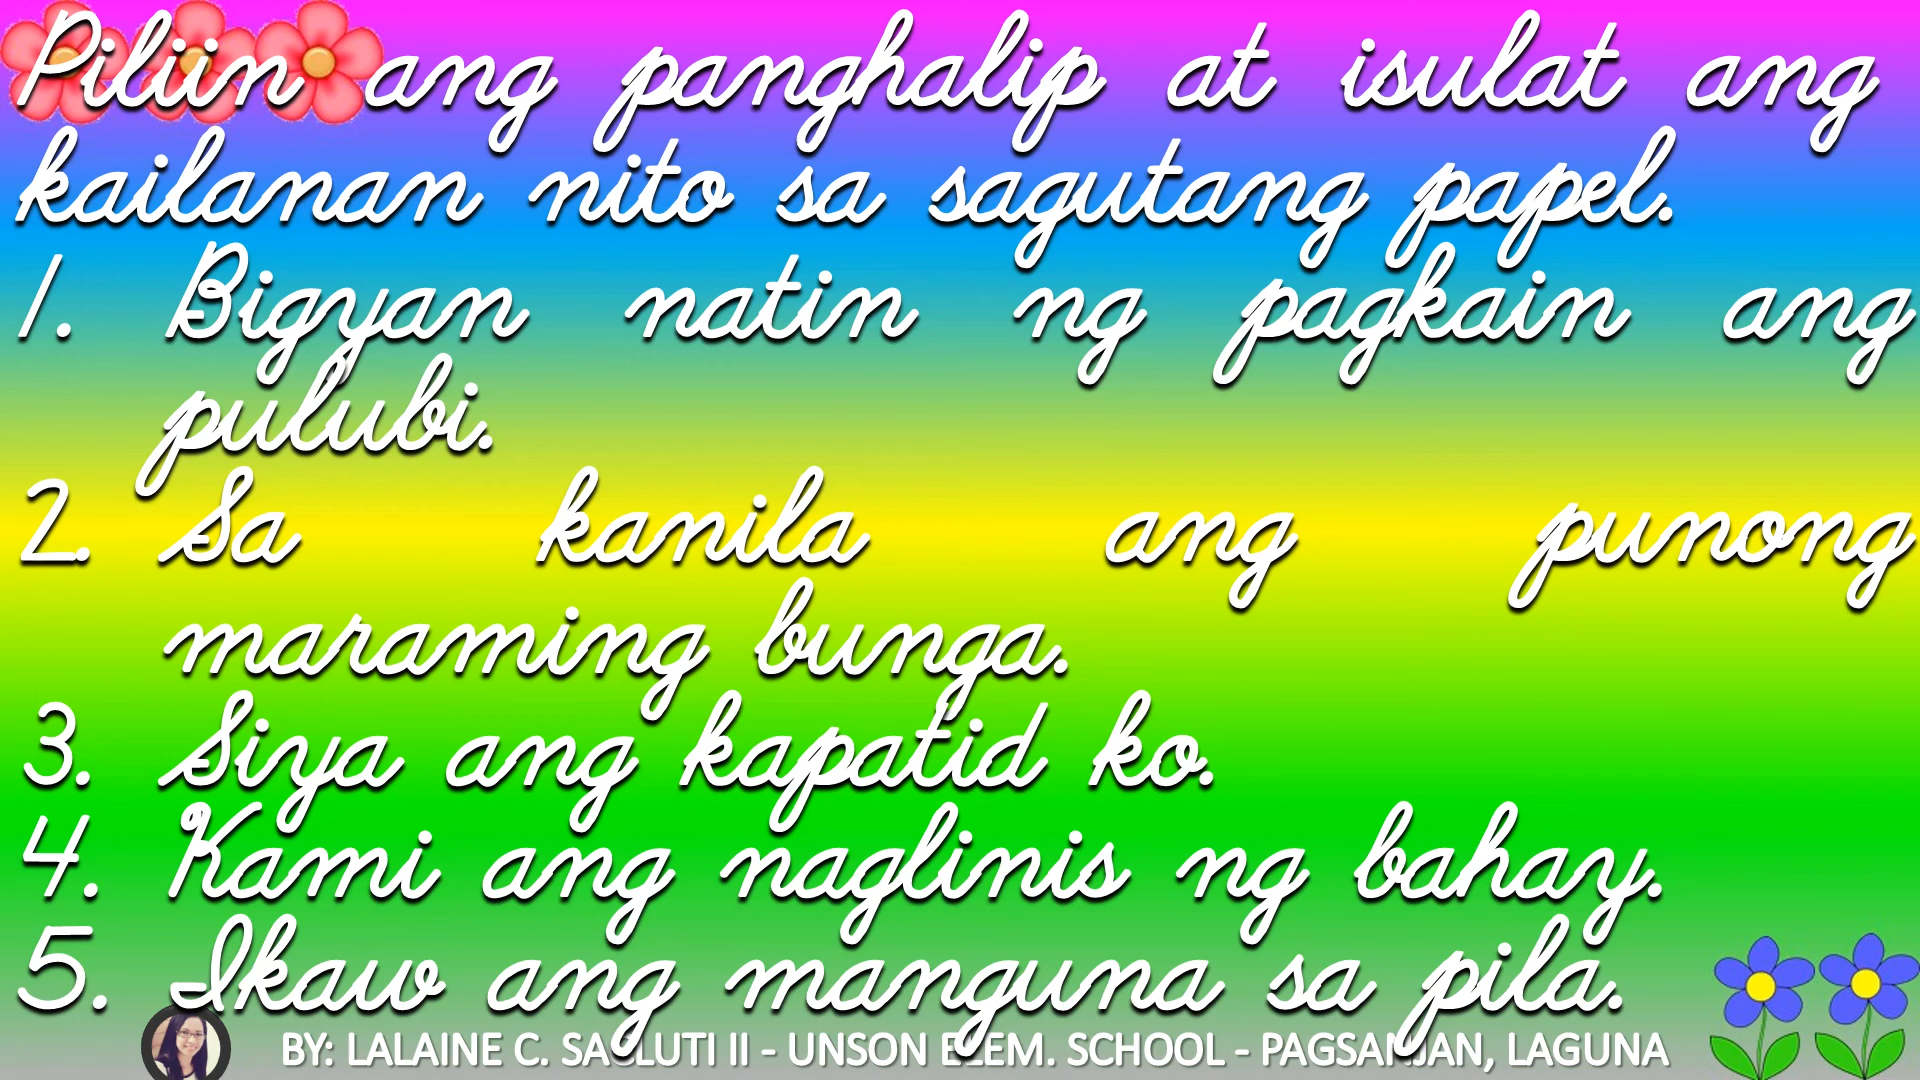 Piliin ang panghalip at isulat ang
kailanan nito sa sagutang papel.
1. Bigyan natin ng pagkain ang
pulubi.
2. Sa kanila ang punong
maraming bunga.
3. Siya ang kapatid ko.
4. Kami ang naglinis ng bahay.
5. Ikaw ang manguna sa pila.
BY: LALAINE C. SAGLUTI II - UNSON ELEM. SCHOOL - PAGSANJAN, LAGUNA